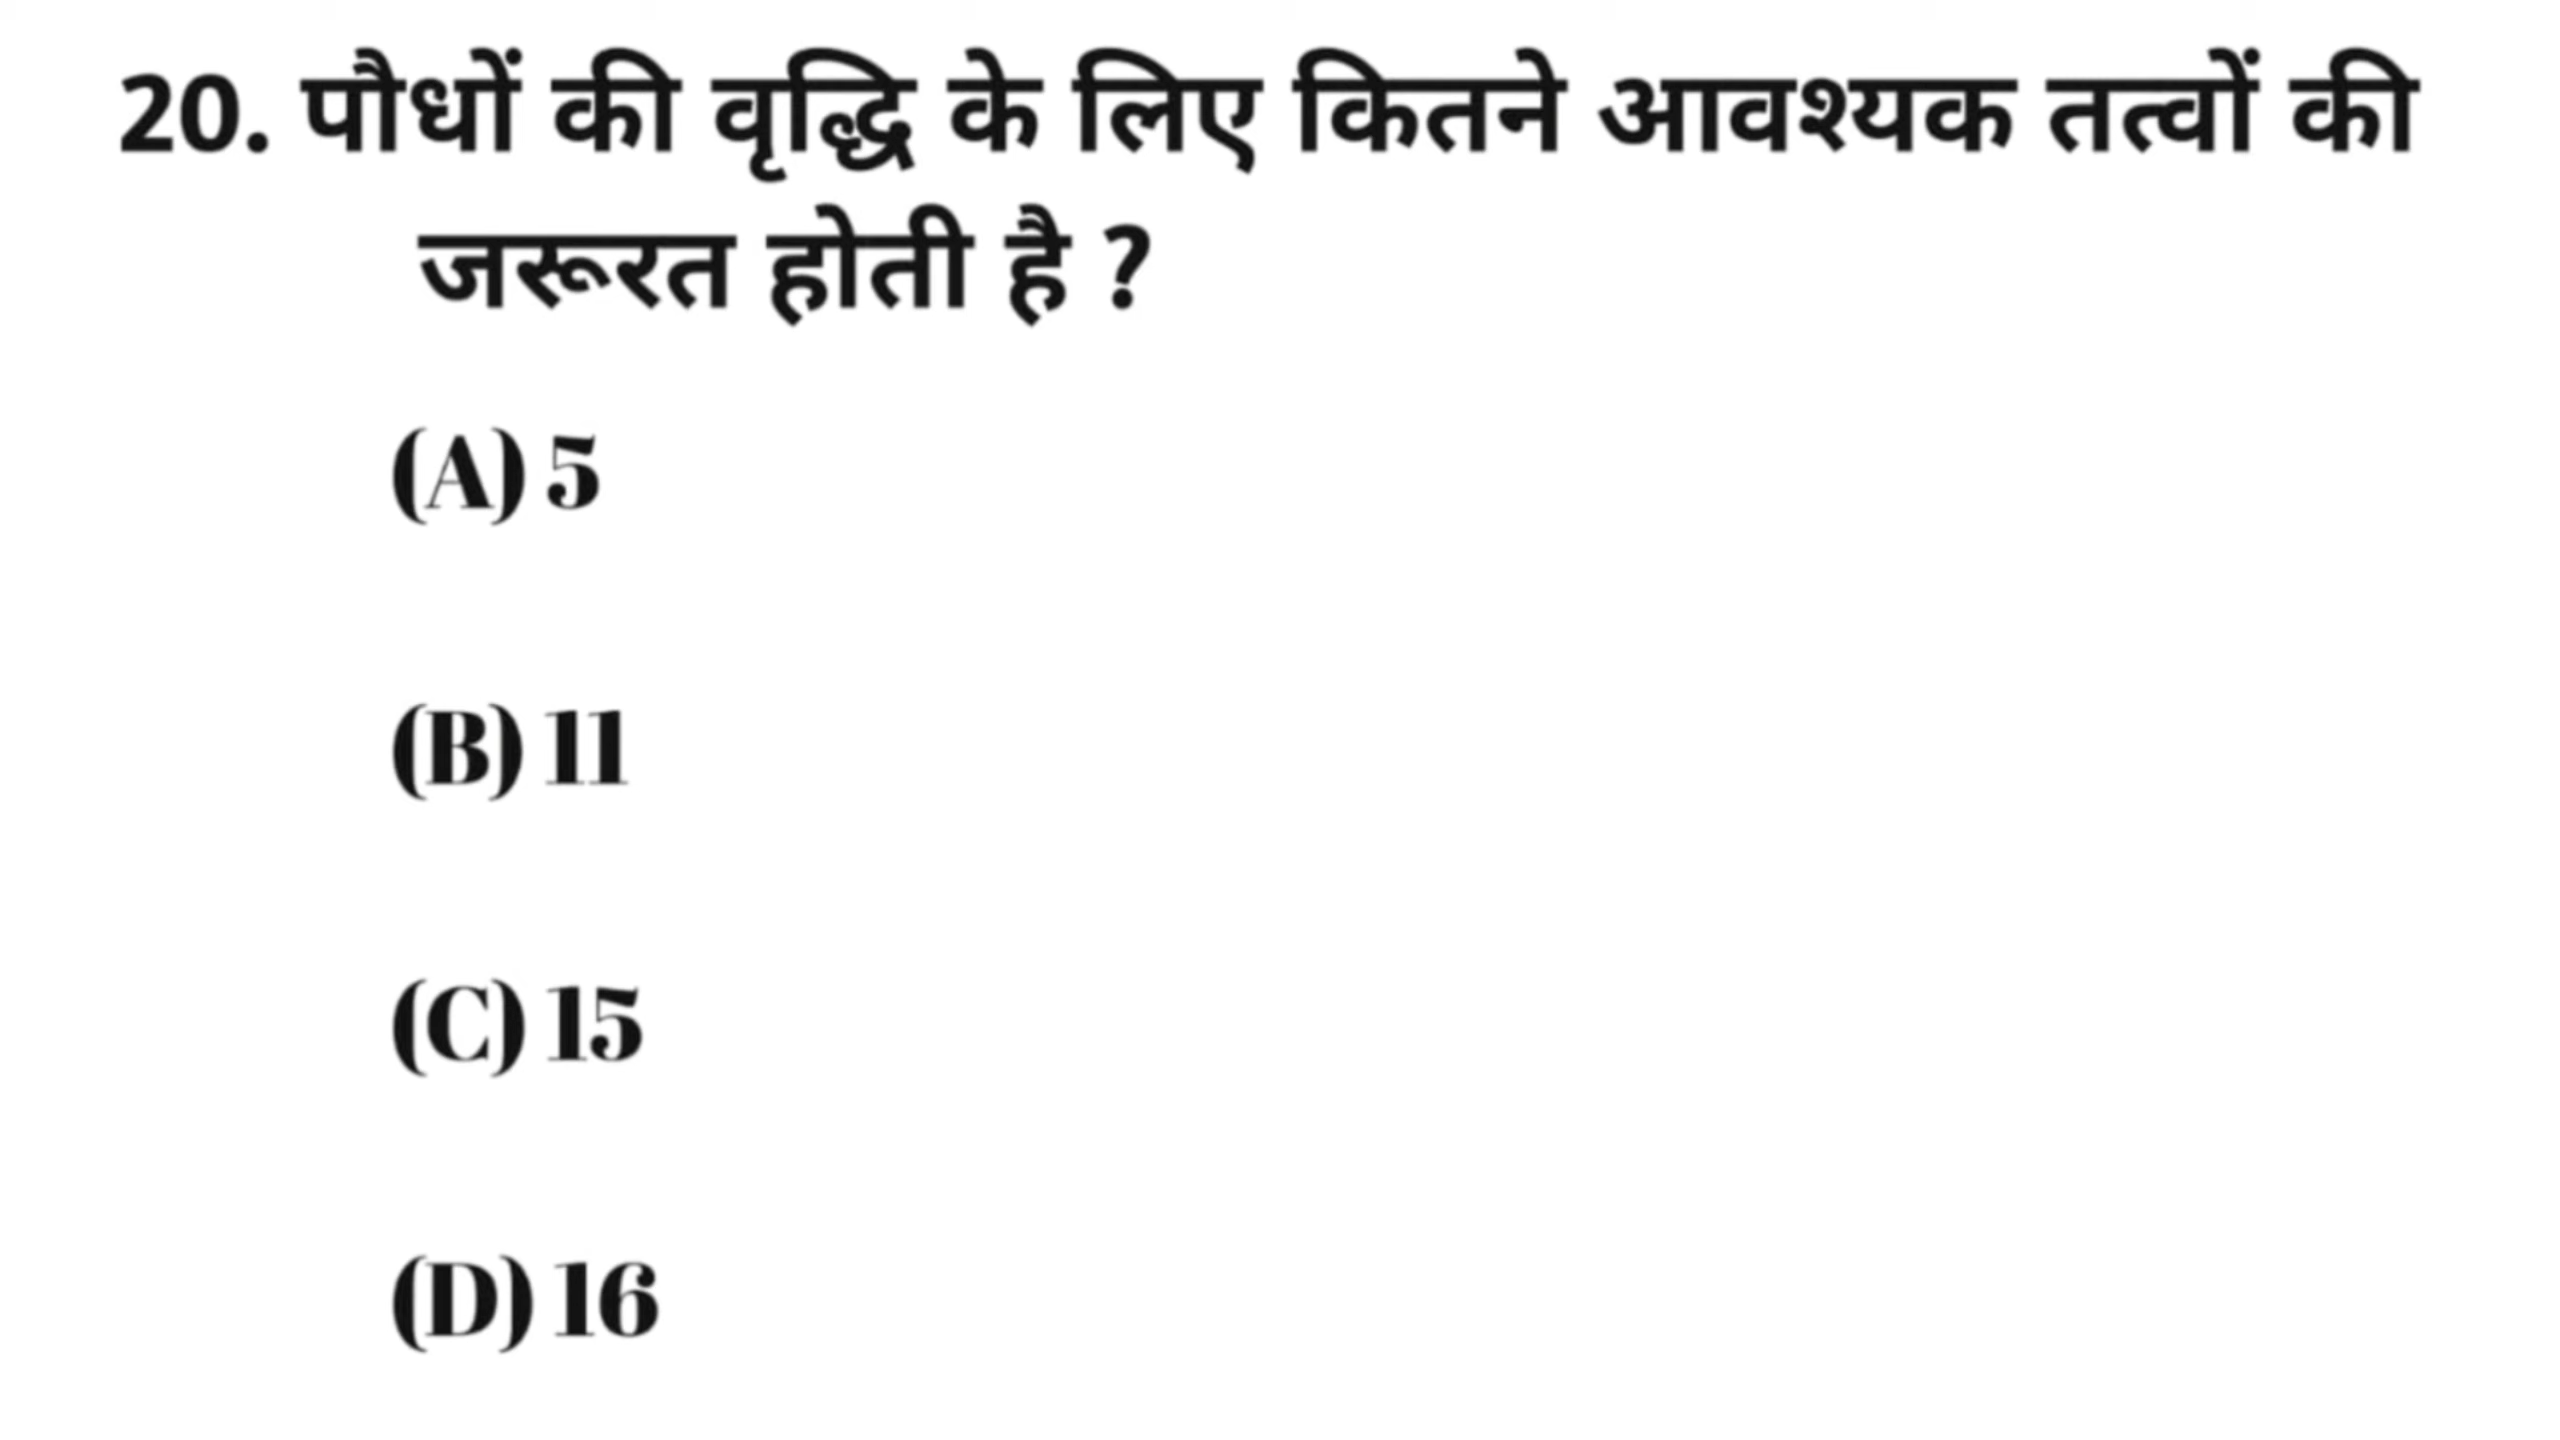 20. पौधों की वृद्धि के लिए कितने आवश्यक तत्वों की
जरूरत होती है ?
(A) 5
(B) 11
(C) 15
(D) 16